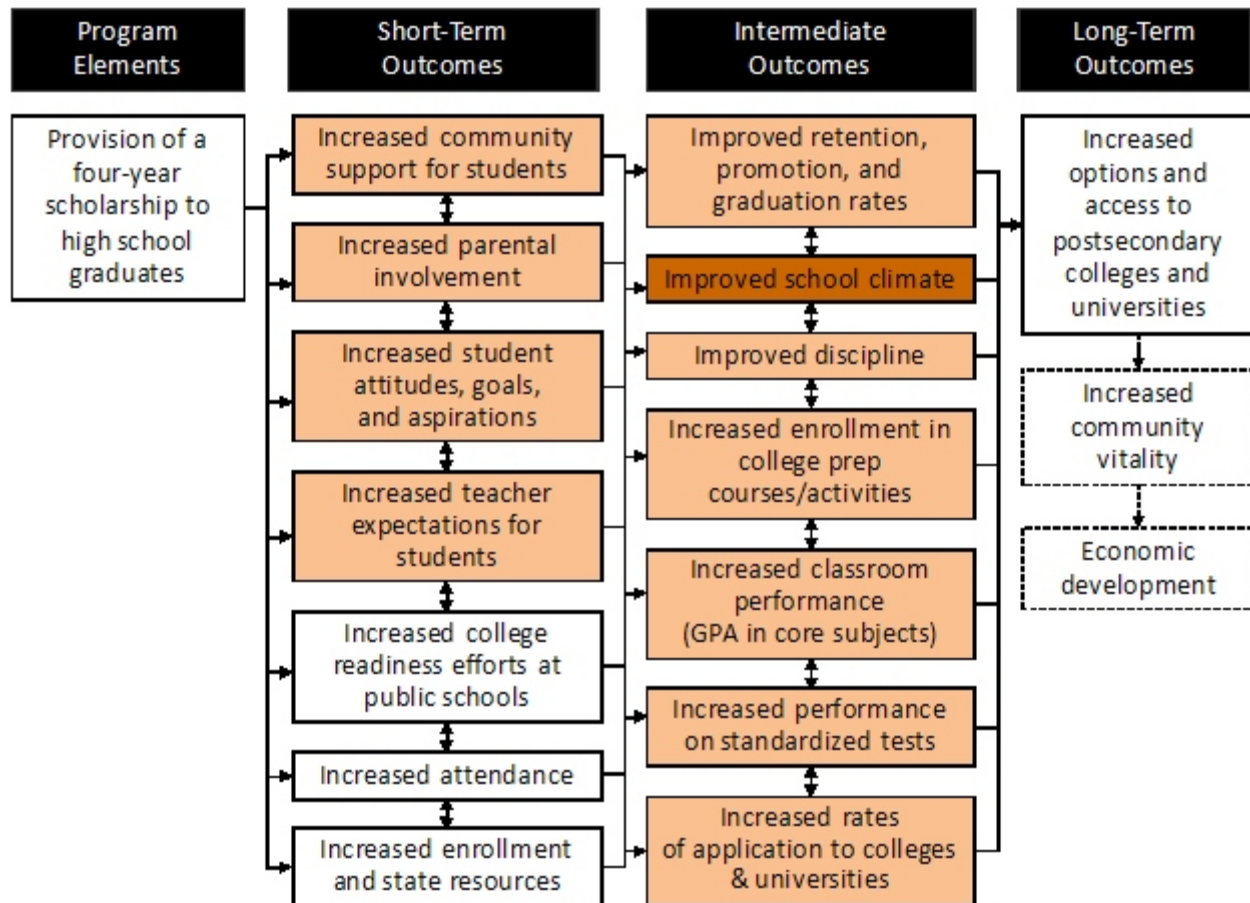 Program
Elements
Short-Term
Outcomes
Intermediate
Outcomes
Long-Term
Outcomes
Provision of a
four-year
scholarship to
high school
graduates
Increased community
support for students
Increased parental
involvement
Increased student
attitudes, goals,
and aspirations
Increased teacher
expectations for
students
Increased college
readiness efforts at
public schools
Increased attendance
Increased enrollment
and state resources
Improved retention,
promotion, and
graduation rates
Improved school climate
Improved discipline
Increased enrollment in
college prep
courses/activities
Increased classroom
performance
(GPA in core subjects)
Increased performance
on standardized tests
Increased rates
of application to colleges
& universities
Increased
options and
access to
postsecondary
colleges and
universities
Increased
community
vitality
Economic
development